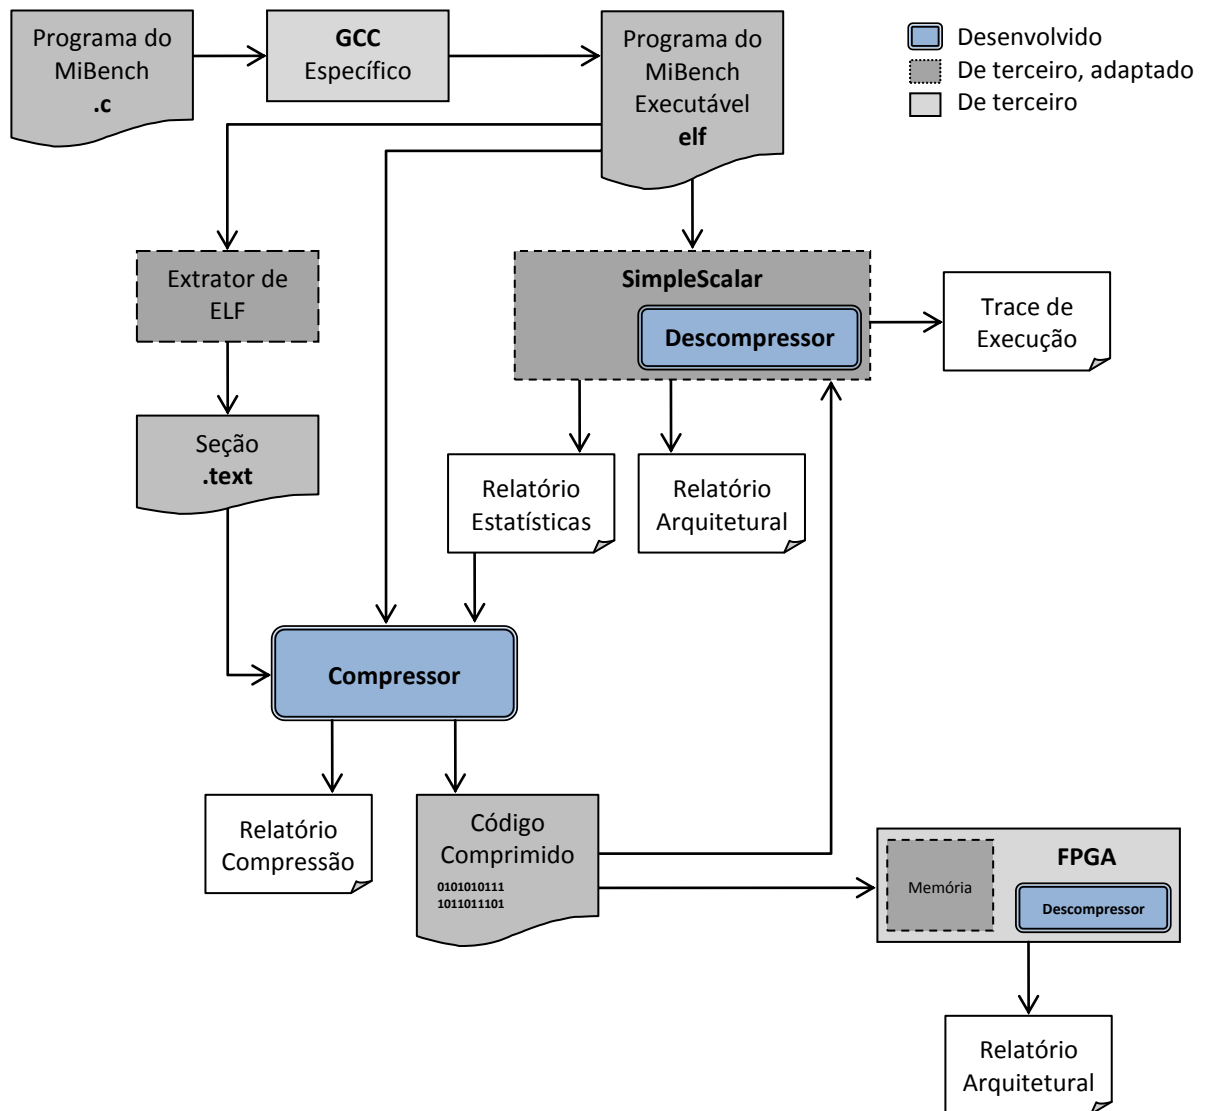 Programa do
MiBench
.c
GCC
Específico
Programa do
MiBench
Executável
elf
Desenvolvido
De terceiro, adaptado
De terceiro
Extrator de
ELF
SimpleScalar
Descompressor
Trace de
Execução
Seção
.text
Relatório
Estatísticas
Relatório
Arquitetural
Compressor
Relatório
Compressão
Código
Comprimido
0101010111
1011011101
FPGA
Memória
Descompressor
Relatório
Arquitetural